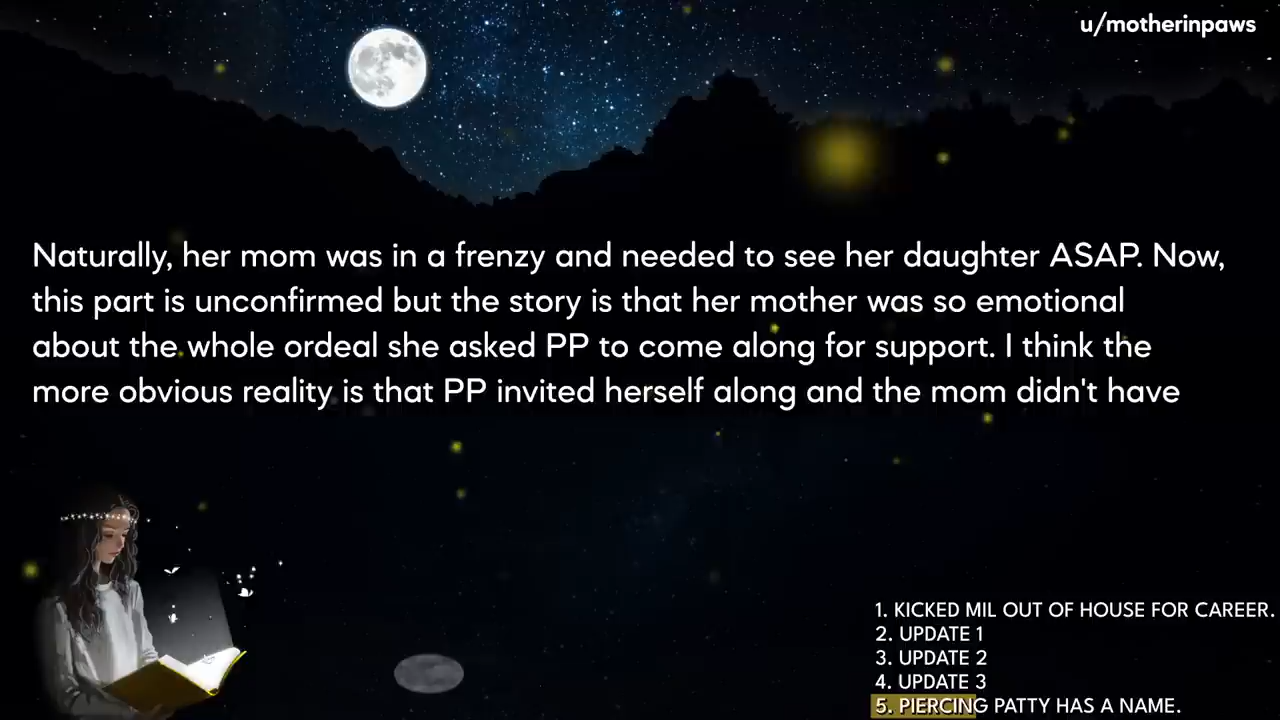 u/motherinpaws
Naturally, her mom was in a frenzy and needed to see her daughter ASAP. Now,
this part is unconfirmed but the story is that her mother was so emotional
about the whole ordeal she asked PP to come along for support. I think the
more obvious reality is that PP invited herself along and the mom didn't have
1. KICKED MIL OUT OF HOUSE FOR CAREER.
2. UPDATE 1
3. UPDATE 2
4. UPDATE 3
5. PIERCING PATTY HAS A NAME.